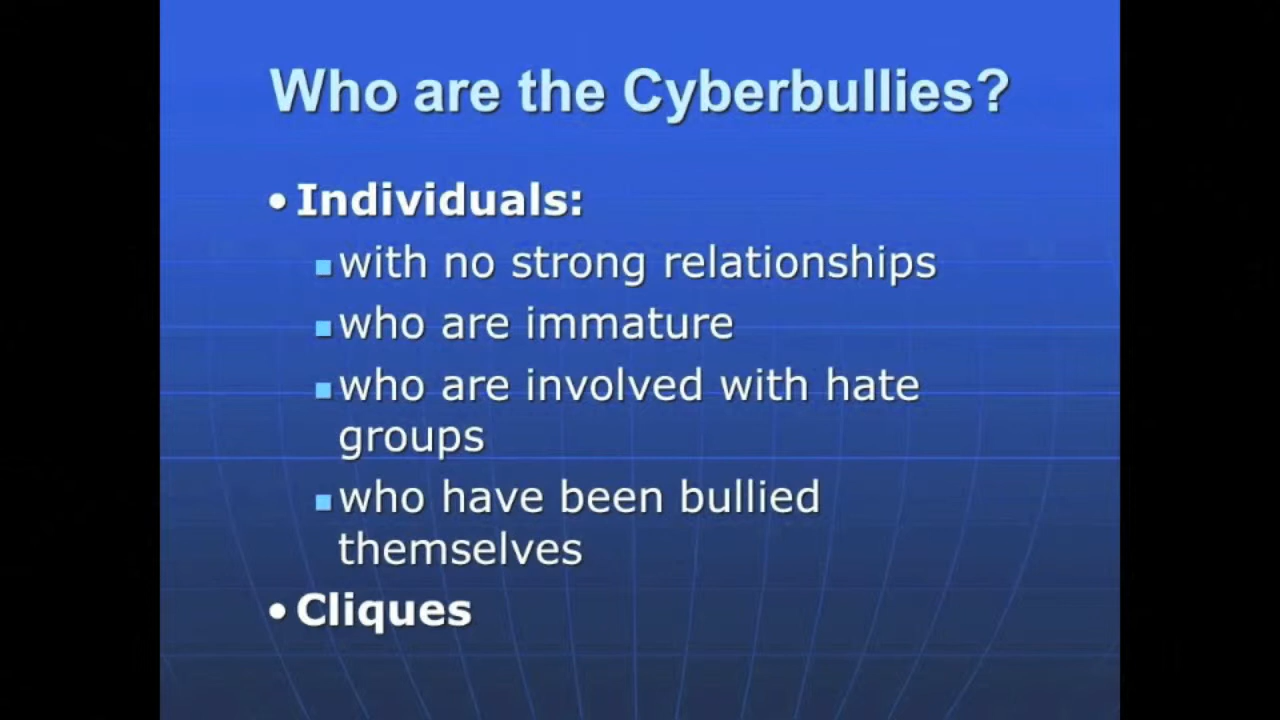 Who are the Cyberbullies?
• Individuals:
▪ with no strong relationships
▪ who are immature
▪ who are involved with hate
groups
▪ who have been bullied
themselves
• Cliques